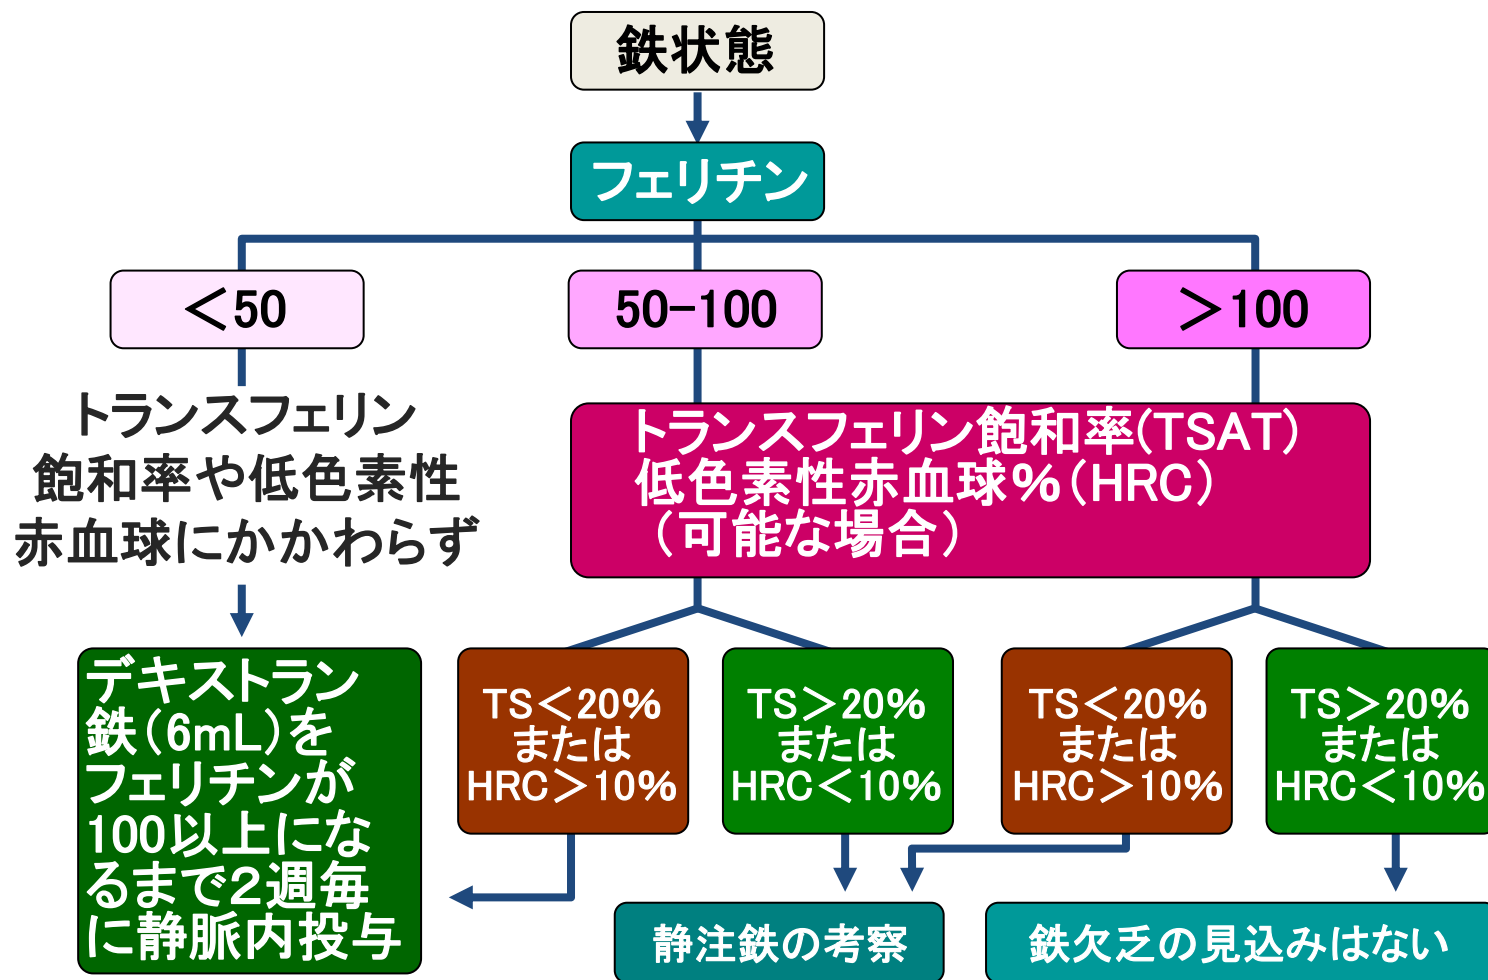 鉄状態
フェリチン
＜50
50-100
＞100
トランスフェリン
飽和率や低色素性
赤血球にかかわらず
トランスフェリン飽和率(TSAT)
低色素性赤血球％(HRC)
(可能な場合)
デキストラン
鉄(6mL)を
フェリチンが
100以上にな
るまで２週毎
に静脈内投与
TS＜20%
または
HRC＞10%
TS＞20%
または
HRC＜10%
TS＜20%
または
HRC＞10%
TS＞20%
または
HRC＜10%
静注鉄の考察
鉄欠乏の見込みはない